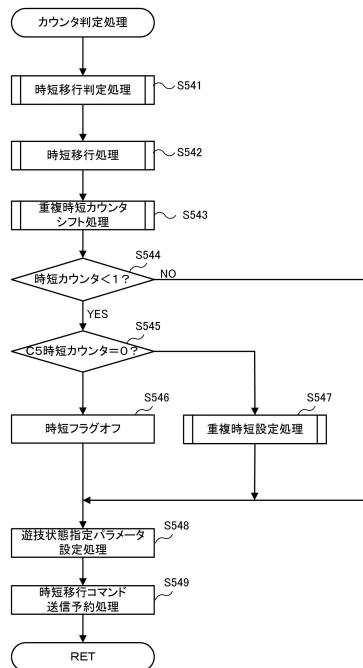 カウンタ判定処理
時短移行判定処理
S541
時短移行処理
S542
重複時短カウンタ
シフト処理
S543
S544
時短カウンタ<1?
NO
YES
S545
C5時短カウンター=0?
S546
時短フラグオフ
S547
重複時短設定処理
遊技状態指定パラメータ
設定処理
S548
時短移行コマンド
送信予約処理
S549
RET